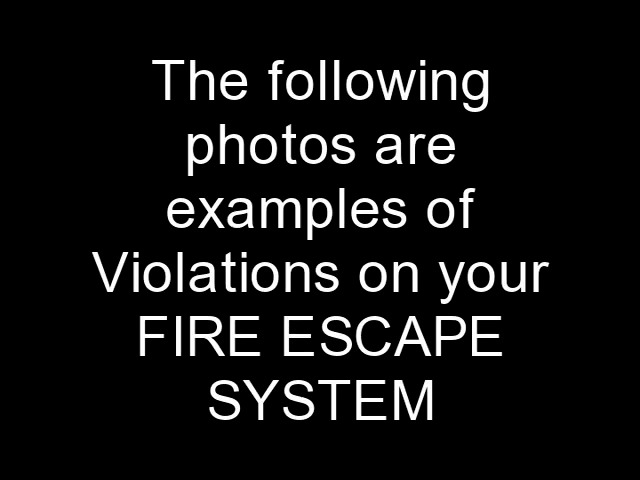 The following
photos are
examples of
Violations on your
FIRE ESCAPE
SYSTEM